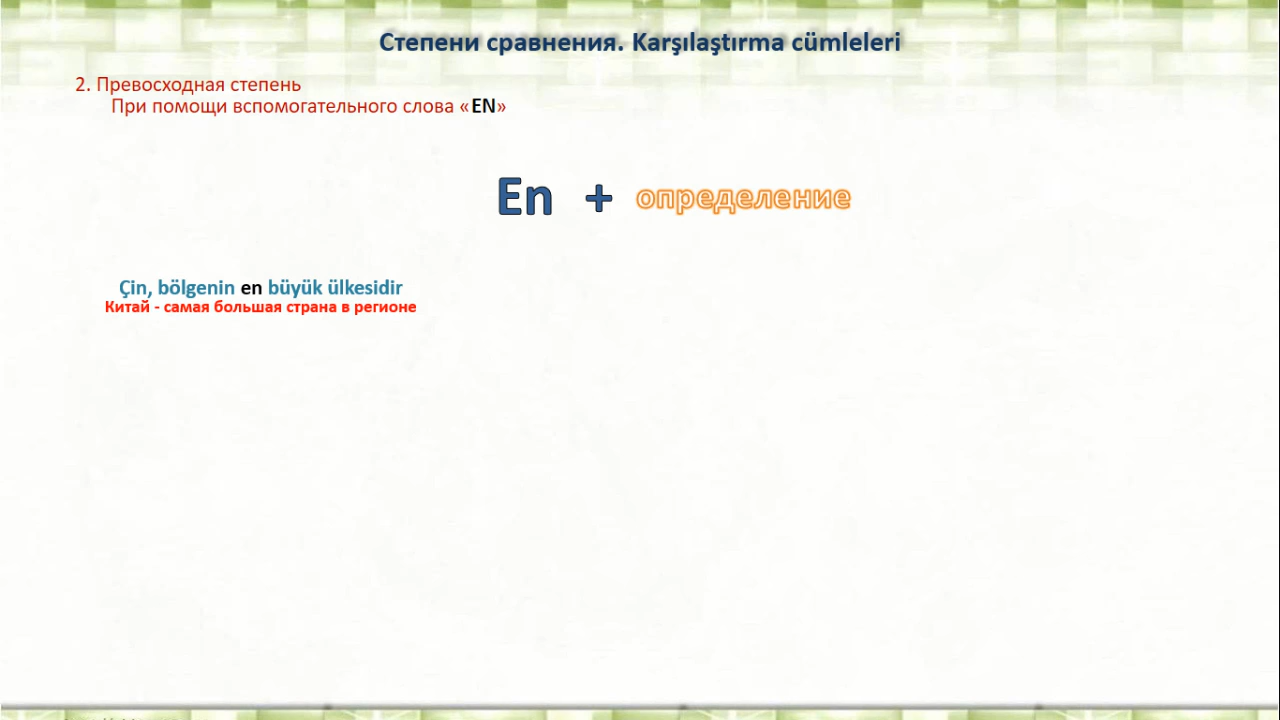 Степени сравнения. Karşılaştırma cümleleri
2. Превосходная степень
При помощи вспомогательного слова «EN»
En + определение
Çin, bölgenin en büyük ülkesidir
Китай - самая большая страна в регионе